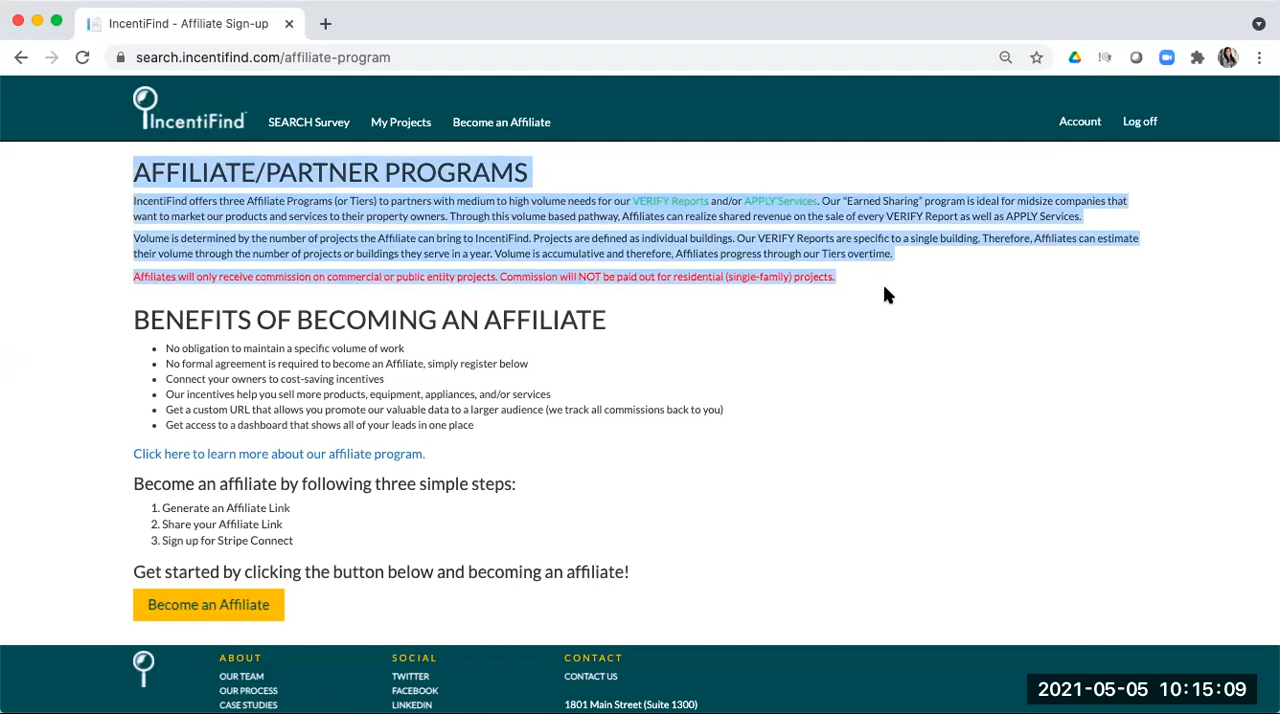 IncentiFind - Affiliate Sign-up
search.incentifind.com/affiliate-program
IncentiFind SEARCH Survey My Projects Become an Affiliate Account Log off
AFFILIATE/PARTNER PROGRAMS
IncentiFind offers three Affiliate Programs (or Tiers) to partners with medium to high volume needs for our VERIFY Reports and/or APPLY Services. Our “Earned Sharing” program is ideal for midsize companies that
want to market our products and services to their property owners. Through this volume based pathway, Affiliates can realize shared revenue on the sale of every VERIFY Report as well as APPLY Services.
Volume is determined by the number of projects the Affiliate can bring to IncentiFind. Projects are defined as individual buildings. Our VERIFY Reports are specific to a single building. Therefore, Affiliates can estimate
their volume through the number of projects or buildings they serve in a year. Volume is accumulative and therefore, Affiliates progress through our Tiers overtime.
Affiliates will only receive commission on commercial or public entity projects. Commission will NOT be paid out for residential (single-family) projects.
BENEFITS OF BECOMING AN AFFILIATE
• No obligation to maintain a specific volume of work
• No formal agreement is required to become an Affiliate, simply register below
• Connect your owners to cost-saving incentives
• Our incentives help you sell more products, equipment, appliances, and/or services
• Get a custom URL that allows you promote our valuable data to a larger audience (we track all commissions back to you)
• Get access to a dashboard that shows all of your leads in one place
Click here to learn more about our affiliate program.
Become an affiliate by following three simple steps:
1. Generate an Affiliate Link
2. Share your Affiliate Link
3. Sign up for Stripe Connect
Get started by clicking the button below and becoming an affiliate!
Become an Affiliate
ABOUT SOCIAL CONTACT
OUR TEAM TWITTER CONTACT US
OUR PROCESS FACEBOOK
CASE STUDIES LINKEDIN 1801 Main Street (Suite 1300)
2021-05-05 10:15:09